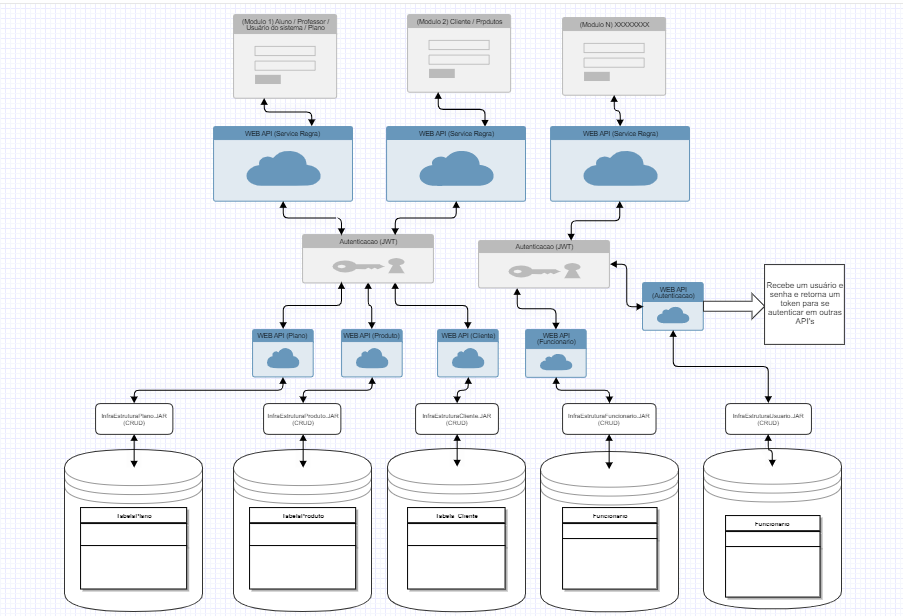 (Modulo 1) Aluno / Professor /
Usuário do sistema / Plano
(Modulo 2) Cliente / Prpdutos
(Modulo N) XXXXXXXX
WEB API (Service Regra)
WEB API (Service Regra)
WEB API (Service Regra)
Autenticacao (JWT)
Autenticacao (JWT)
WEB API
(Autenticacao)
Recebe um usuário e
senha e retorna um
token para se
autenticar em outras
API's
WEB API (Plano)
WEB API (Produto)
WEB API (Cliente)
WEB API
(Funcionario)
InfraEstruturaPlano.JAR
(CRUD)
InfraEstruturaProduto.JAR
(CRUD)
InfraEstruturaCliente.JAR
(CRUD)
InfraEstruturaFuncionario.JAR
(CRUD)
InfraEstruturaUsuario.JAR
(CRUD)
TabelaPlano
TabelaProduto
Tabela_Cliente
Funcionario
Funcionario